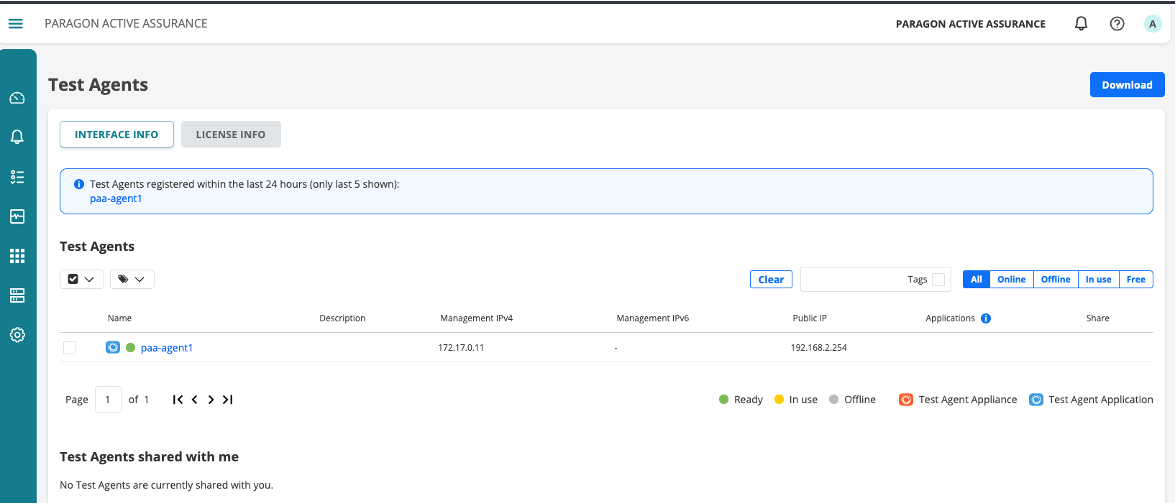 PARAGON ACTIVE ASSURANCE
PARAGON ACTIVE ASSURANCE
A
Test Agents
Download
INTERFACE INFO LICENSE INFO
Test Agents registered within the last 24 hours (only last 5 shown):
paa-agent1
Test Agents
Clear Tags All Online Offline In use Free
Name Description Management IPv4 Management IPv6 Public IP Applications Share
paa-agent1 172.17.0.11 - 192.168.2.254
Page 1 of 1 Ready In use Offline Test Agent Appliance Test Agent Application
Test Agents shared with me
No Test Agents are currently shared with you.